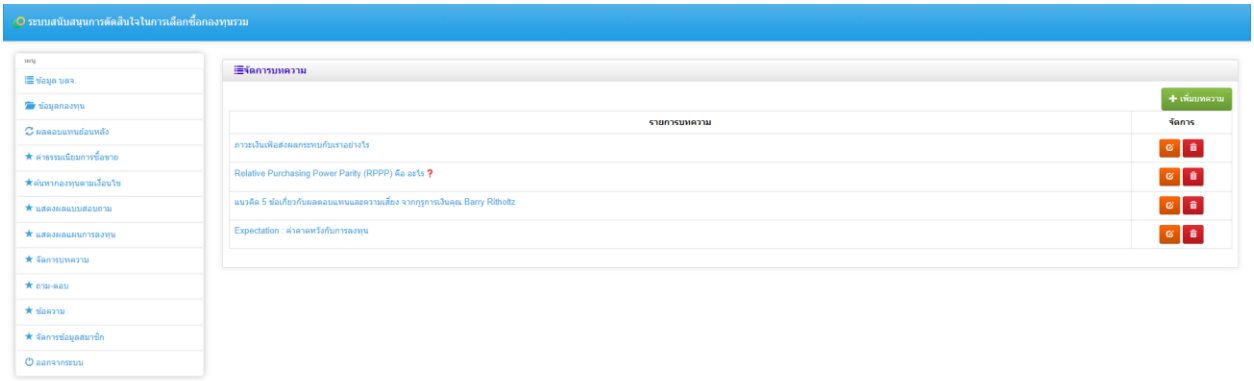 ระบบสนับสนุนการตัดสินใจในการเลือกซื้อกองทุนรวม
เมนู
ข้อมูล บลจ.
ข้อมูลกองทุน
ผลตอบแทนย้อนหลัง
ค่าธรรมเนียมการซื้อขาย
ค้นหากองทุนตามเงื่อนไข
แสดงผลแบบสอบถาม
แสดงผลแผนการลงทุน
จัดการบทความ
ถาม-ตอบ
ข้อความ
จัดการข้อมูลสมาชิก
ออกจากระบบ
จัดการบทความ
เพิ่มบทความ
รายการบทความ จัดการ
ภาวะเงินเฟ้อส่งผลกระทบกับเราอย่างไร
Relative Purchasing Power Parity (RPPP) คือ อะไร ❓
แนวคิด 5 ข้อเกี่ยวกับผลตอบแทนและความเสี่ยง จากกูรูการเงินคุณ Barry Ritholtz
Expectation : ค่าคาดหวังกับการลงทุน